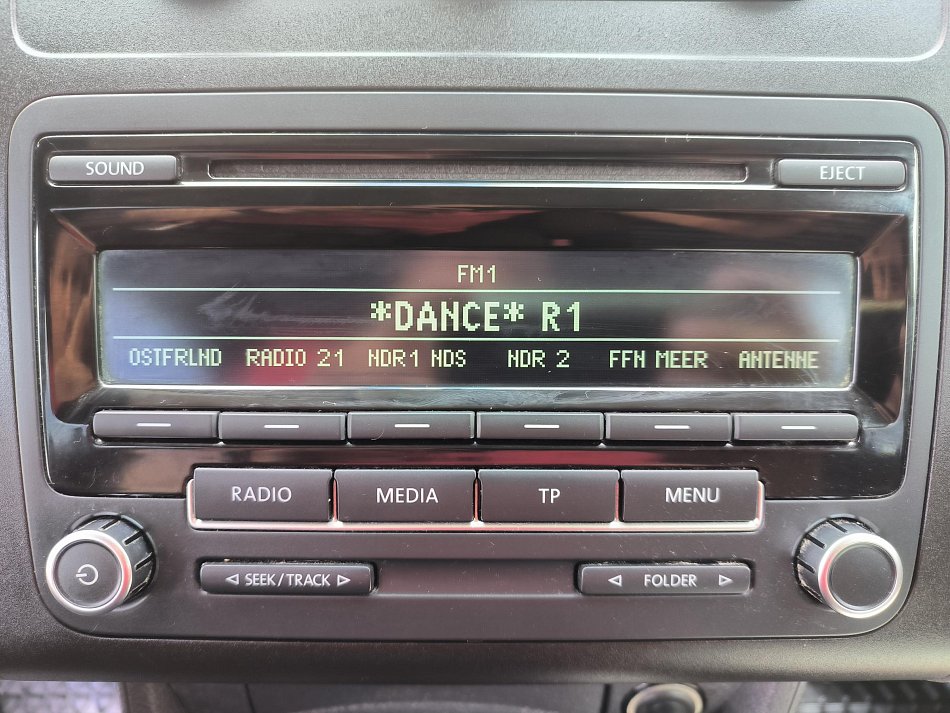 SOUND EJECT
FM1
*DANCE* R1
OSTFRLND RADIO 21 NDR1 NDS NDR 2 FFN MEER ANTENNE
RADIO MEDIA TP MENU
SEEK/TRACK FOLDER